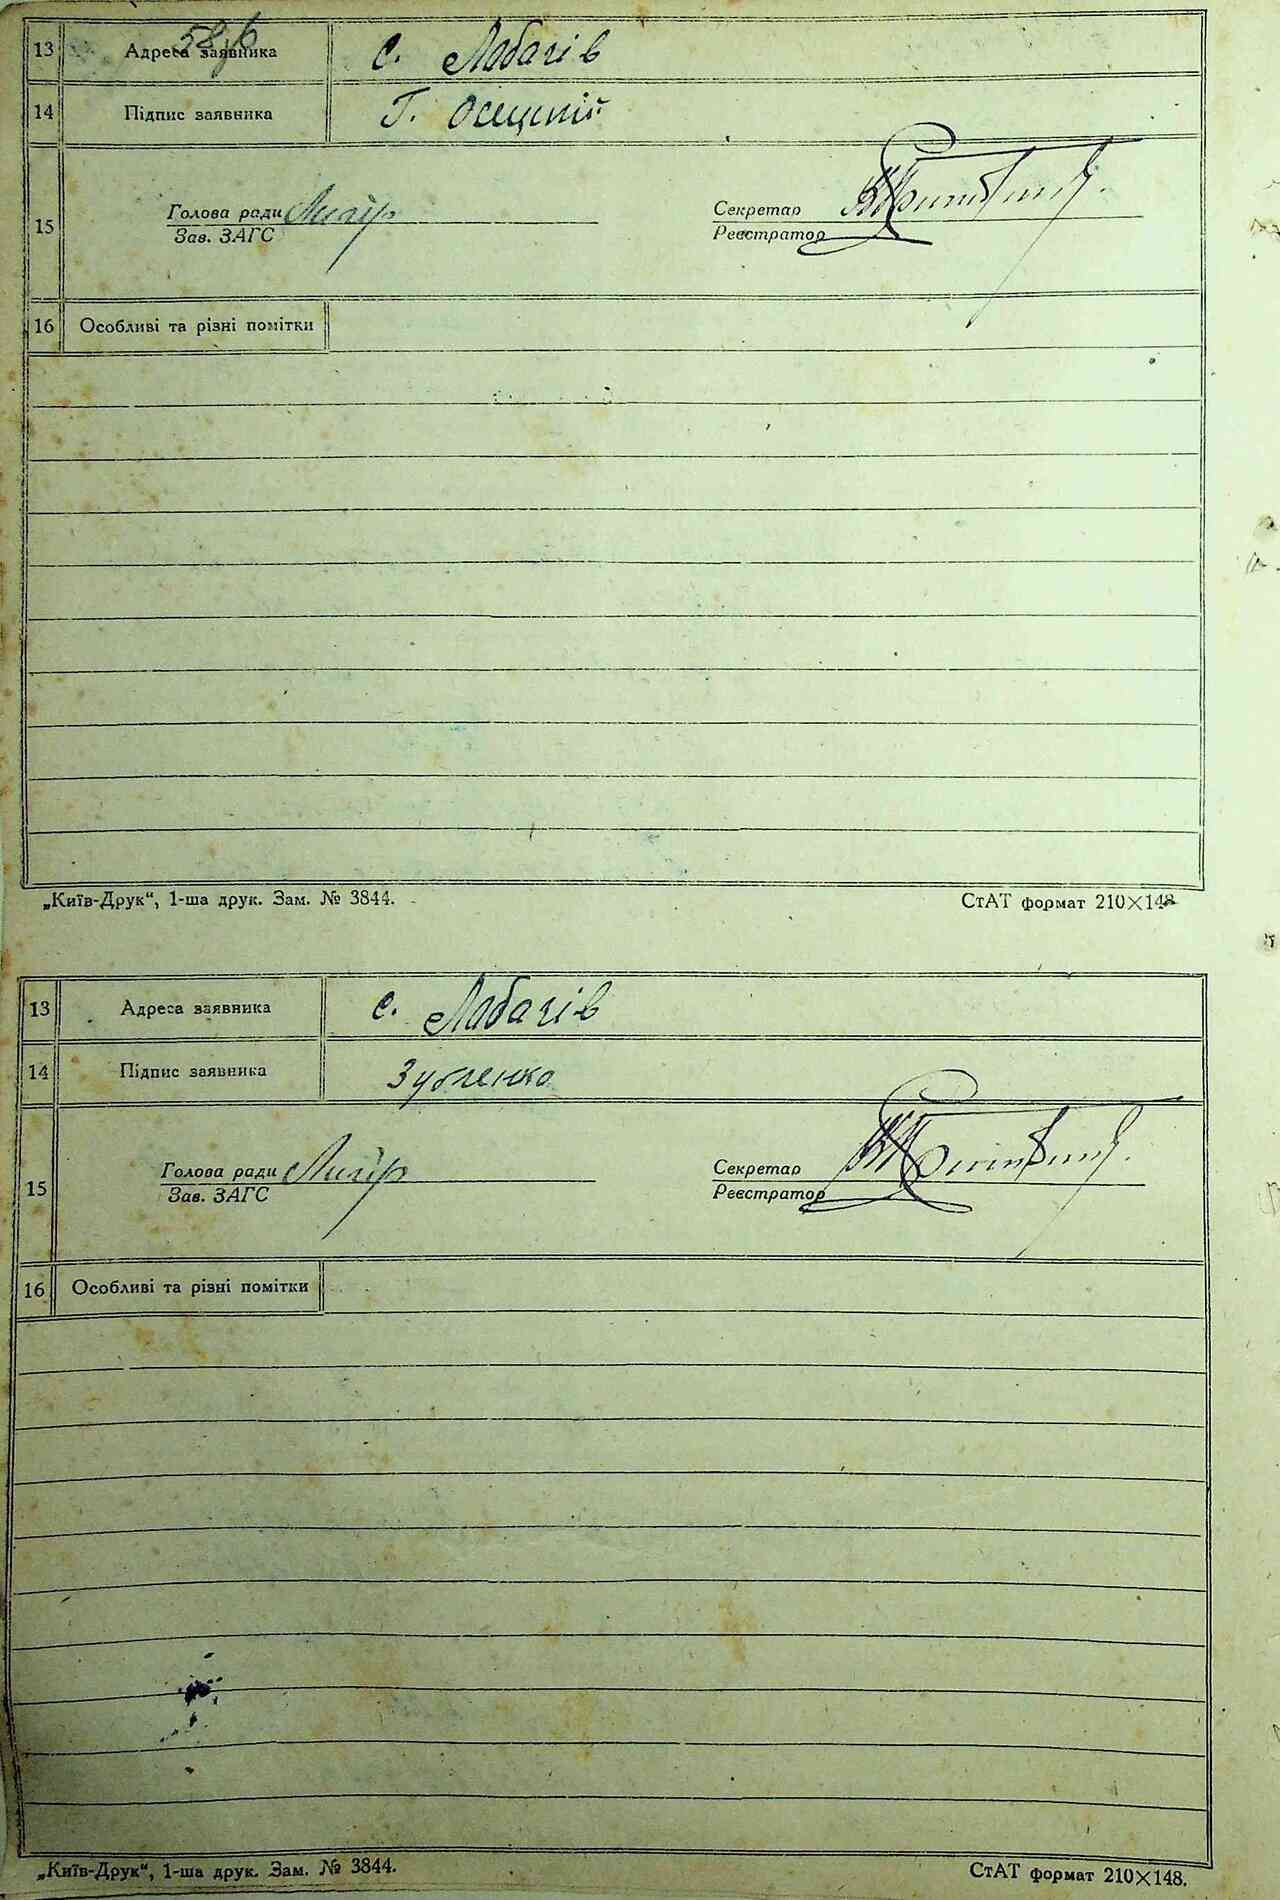 58зв
13 Адреса заявника с. Лобачів
14 Підпис заявника Г. Осецкий
15 Голова ради Секретар
Зав. ЗАГС Реєстратор
16 Особливі та різні помітки
„Київ-Друк“, 1-ша друк. Зам. № 3844. СтАТ формат 210×148
13 Адреса заявника с. Лобачів
14 Підпис заявника
15 Голова ради Секретар
Зав. ЗАГС Реєстратор
16 Особливі та різні помітки
„Київ-Друк“, 1-ша друк. Зам. № 3844. СтАТ формат 210×148.